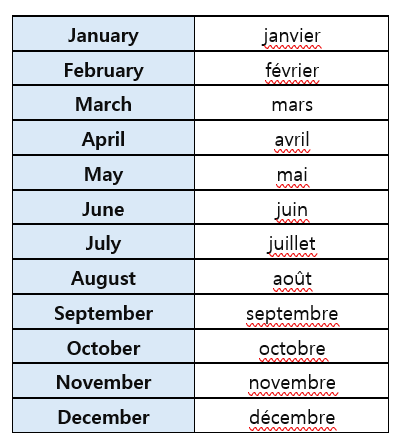 January janvier
February février
March mars
April avril
May mai
June juin
July juillet
August août
September septembre
October octobre
November novembre
December décembre